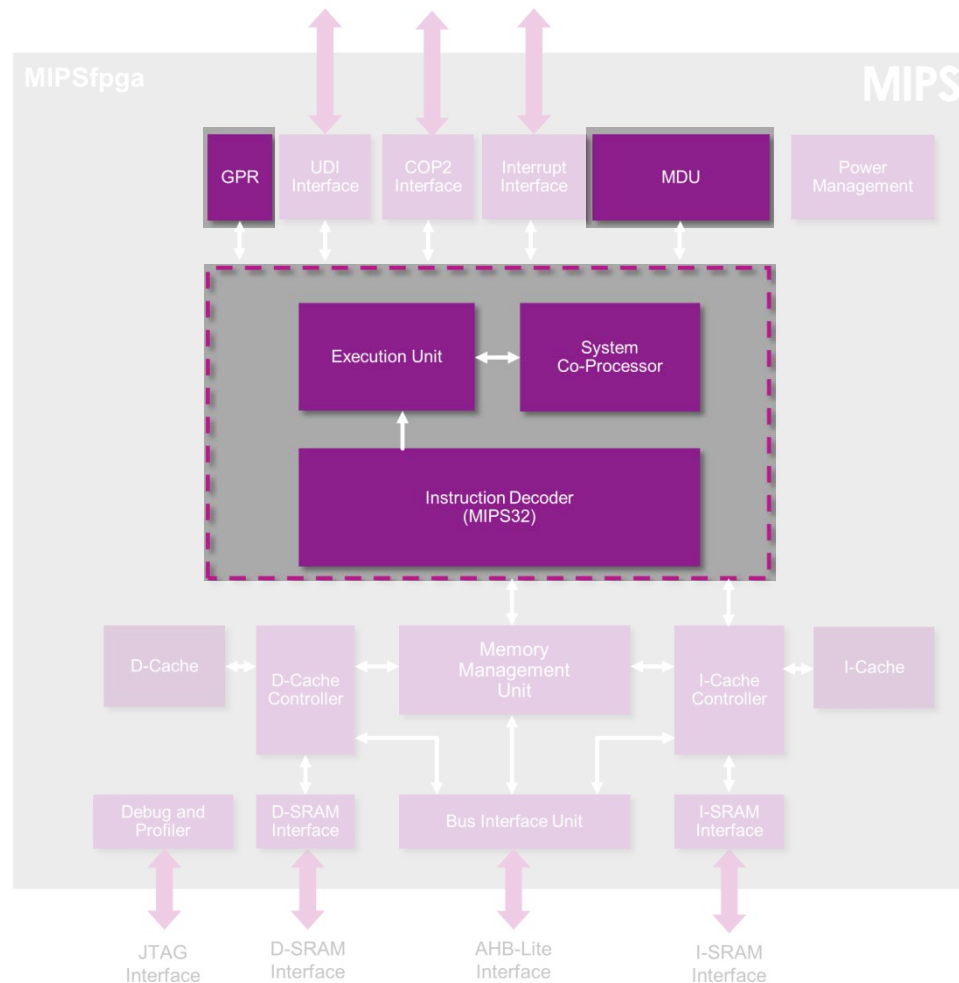 MIPSfpga
MIPS
GPR
UDI
Interface
COP2
Interface
Interrupt
Interface
MDU
Power
Management
Execution Unit
System
Co-Processor
Instruction Decoder
(MIPS32)
D-Cache
D-Cache
Controller
Memory
Management
Unit
I-Cache
Controller
I-Cache
Debug and
Profiler
D-SRAM
Interface
Bus Interface Unit
I-SRAM
Interface
JTAG
Interface
D-SRAM
Interface
AHB-Lite
Interface
I-SRAM
Interface